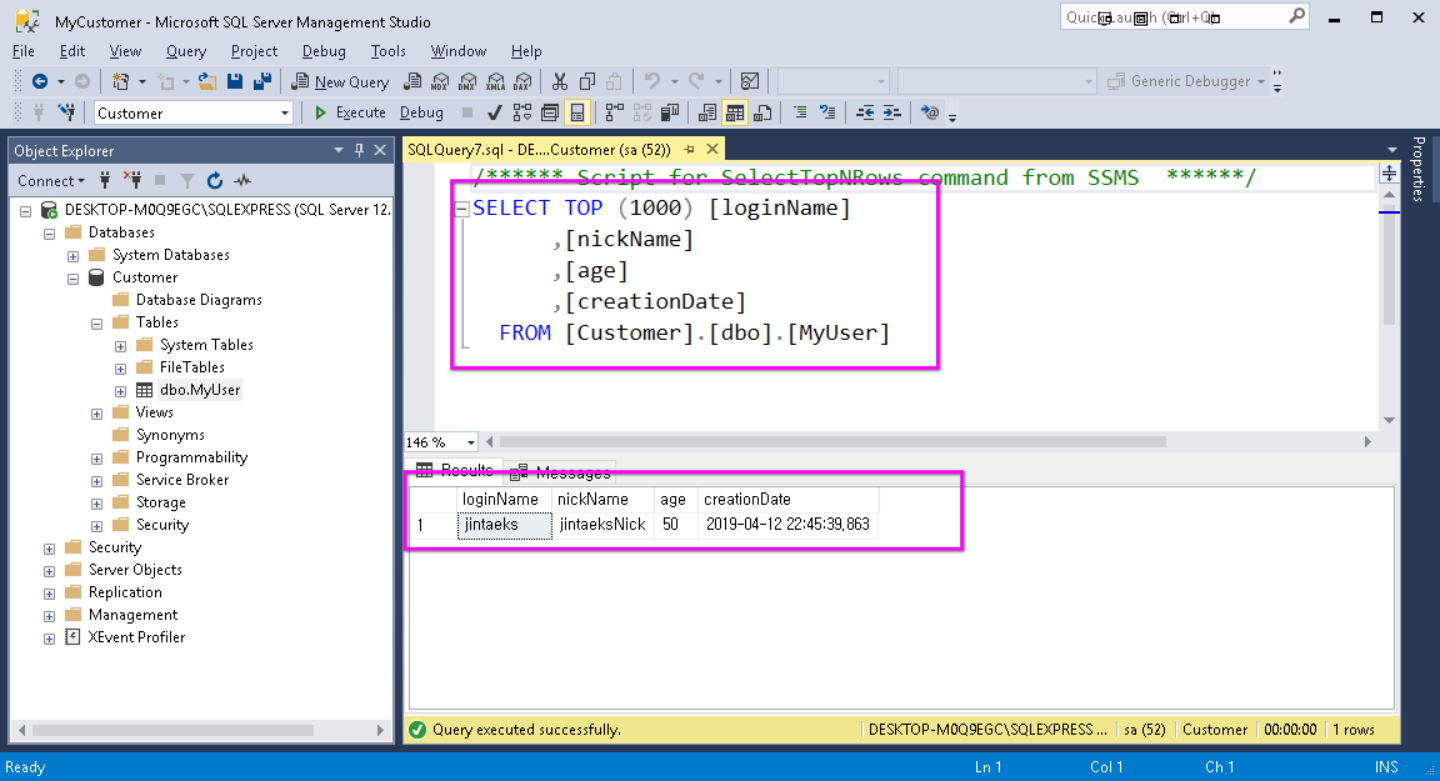 MyCustomer - Microsoft SQL Server Management Studio
File Edit View Query Project Debug Tools Window Help
New Query MDX DMX XMLA DAX Generic Debugger
Customer Execute Debug
Object Explorer
Connect
DESKTOP-M0Q9EGC\SQLEXPRESS (SQL Server 12.
Databases
System Databases
Customer
Database Diagrams
Tables
System Tables
FileTables
dbo.MyUser
Views
Synonyms
Programmability
Service Broker
Storage
Security
Security
Server Objects
Replication
Management
XEvent Profiler
SQLQuery7.sql - DE....Customer (sa (52))
/****** Script for SelectTopNRows command from SSMS ******/
SELECT TOP (1000) [loginName]
,[nickName]
,[age]
,[creationDate]
FROM [Customer].[dbo].[MyUser]
146 %
Results Messages
loginName nickName age creationDate
1 jintaeks jintaeksNick 50 2019-04-12 22:45:39,863
Query executed successfully. DESKTOP-M0Q9EGC\SQLEXPRESS ... sa (52) Customer 00:00:00 1 rows
Properties
Ready Ln 1 Col 1 Ch 1 INS